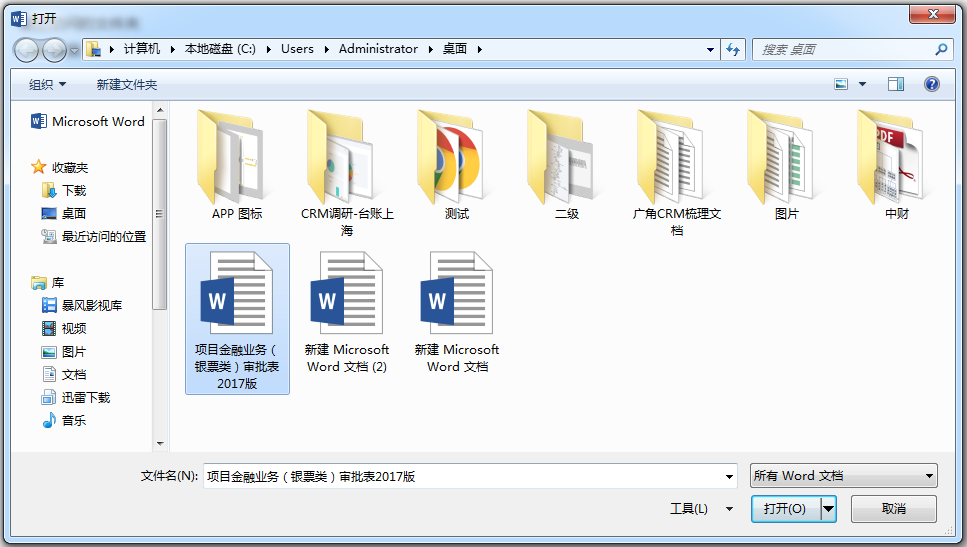 打开
计算机 本地磁盘 (C:) Users Administrator 桌面
搜索 桌面
组织 新建文件夹
Microsoft Word
收藏夹
下载
桌面
最近访问的位置
库
暴风影视库
视频
图片
文档
迅雷下载
音乐
APP 图标
CRM调研-台账上
海
测试
二级
广角CRM梳理文
档
图片
PDF
中财
W
项目金融业务（
银票类）审批表
2017版
W
新建 Microsoft
Word 文档 (2)
W
新建 Microsoft
Word 文档
文件名(N): 项目金融业务（银票类）审批表2017版 所有 Word 文档
工具(L) 打开(O) 取消